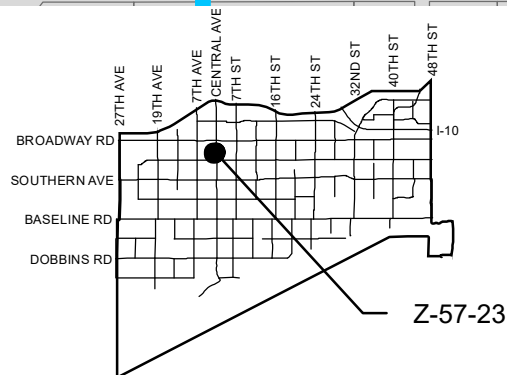 27TH AVE
19TH AVE
7TH AVE
CENTRAL AVE
7TH ST
16TH ST
24TH ST
32ND ST
40TH ST
48TH ST
I-10
BROADWAY RD
SOUTHERN AVE
BASELINE RD
DOBBINS RD
Z-57-23